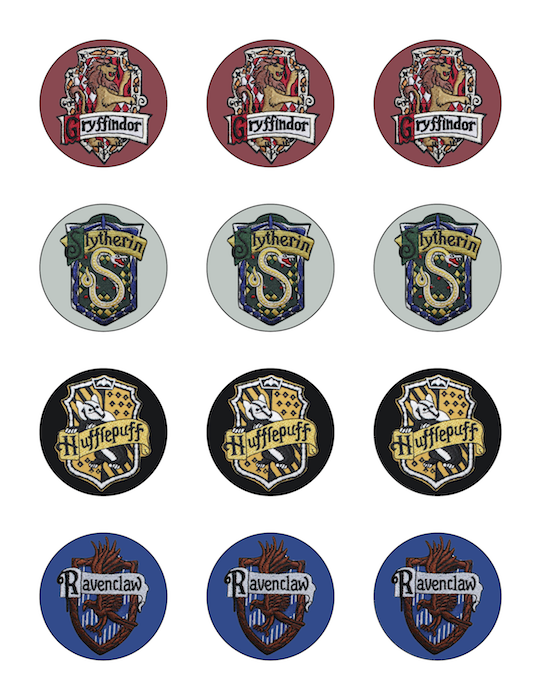 Gryffindor Gryffindor Gryffindor
Slytherin Slytherin Slytherin
Hufflepuff Hufflepuff Hufflepuff
Ravenclaw Ravenclaw Ravenclaw